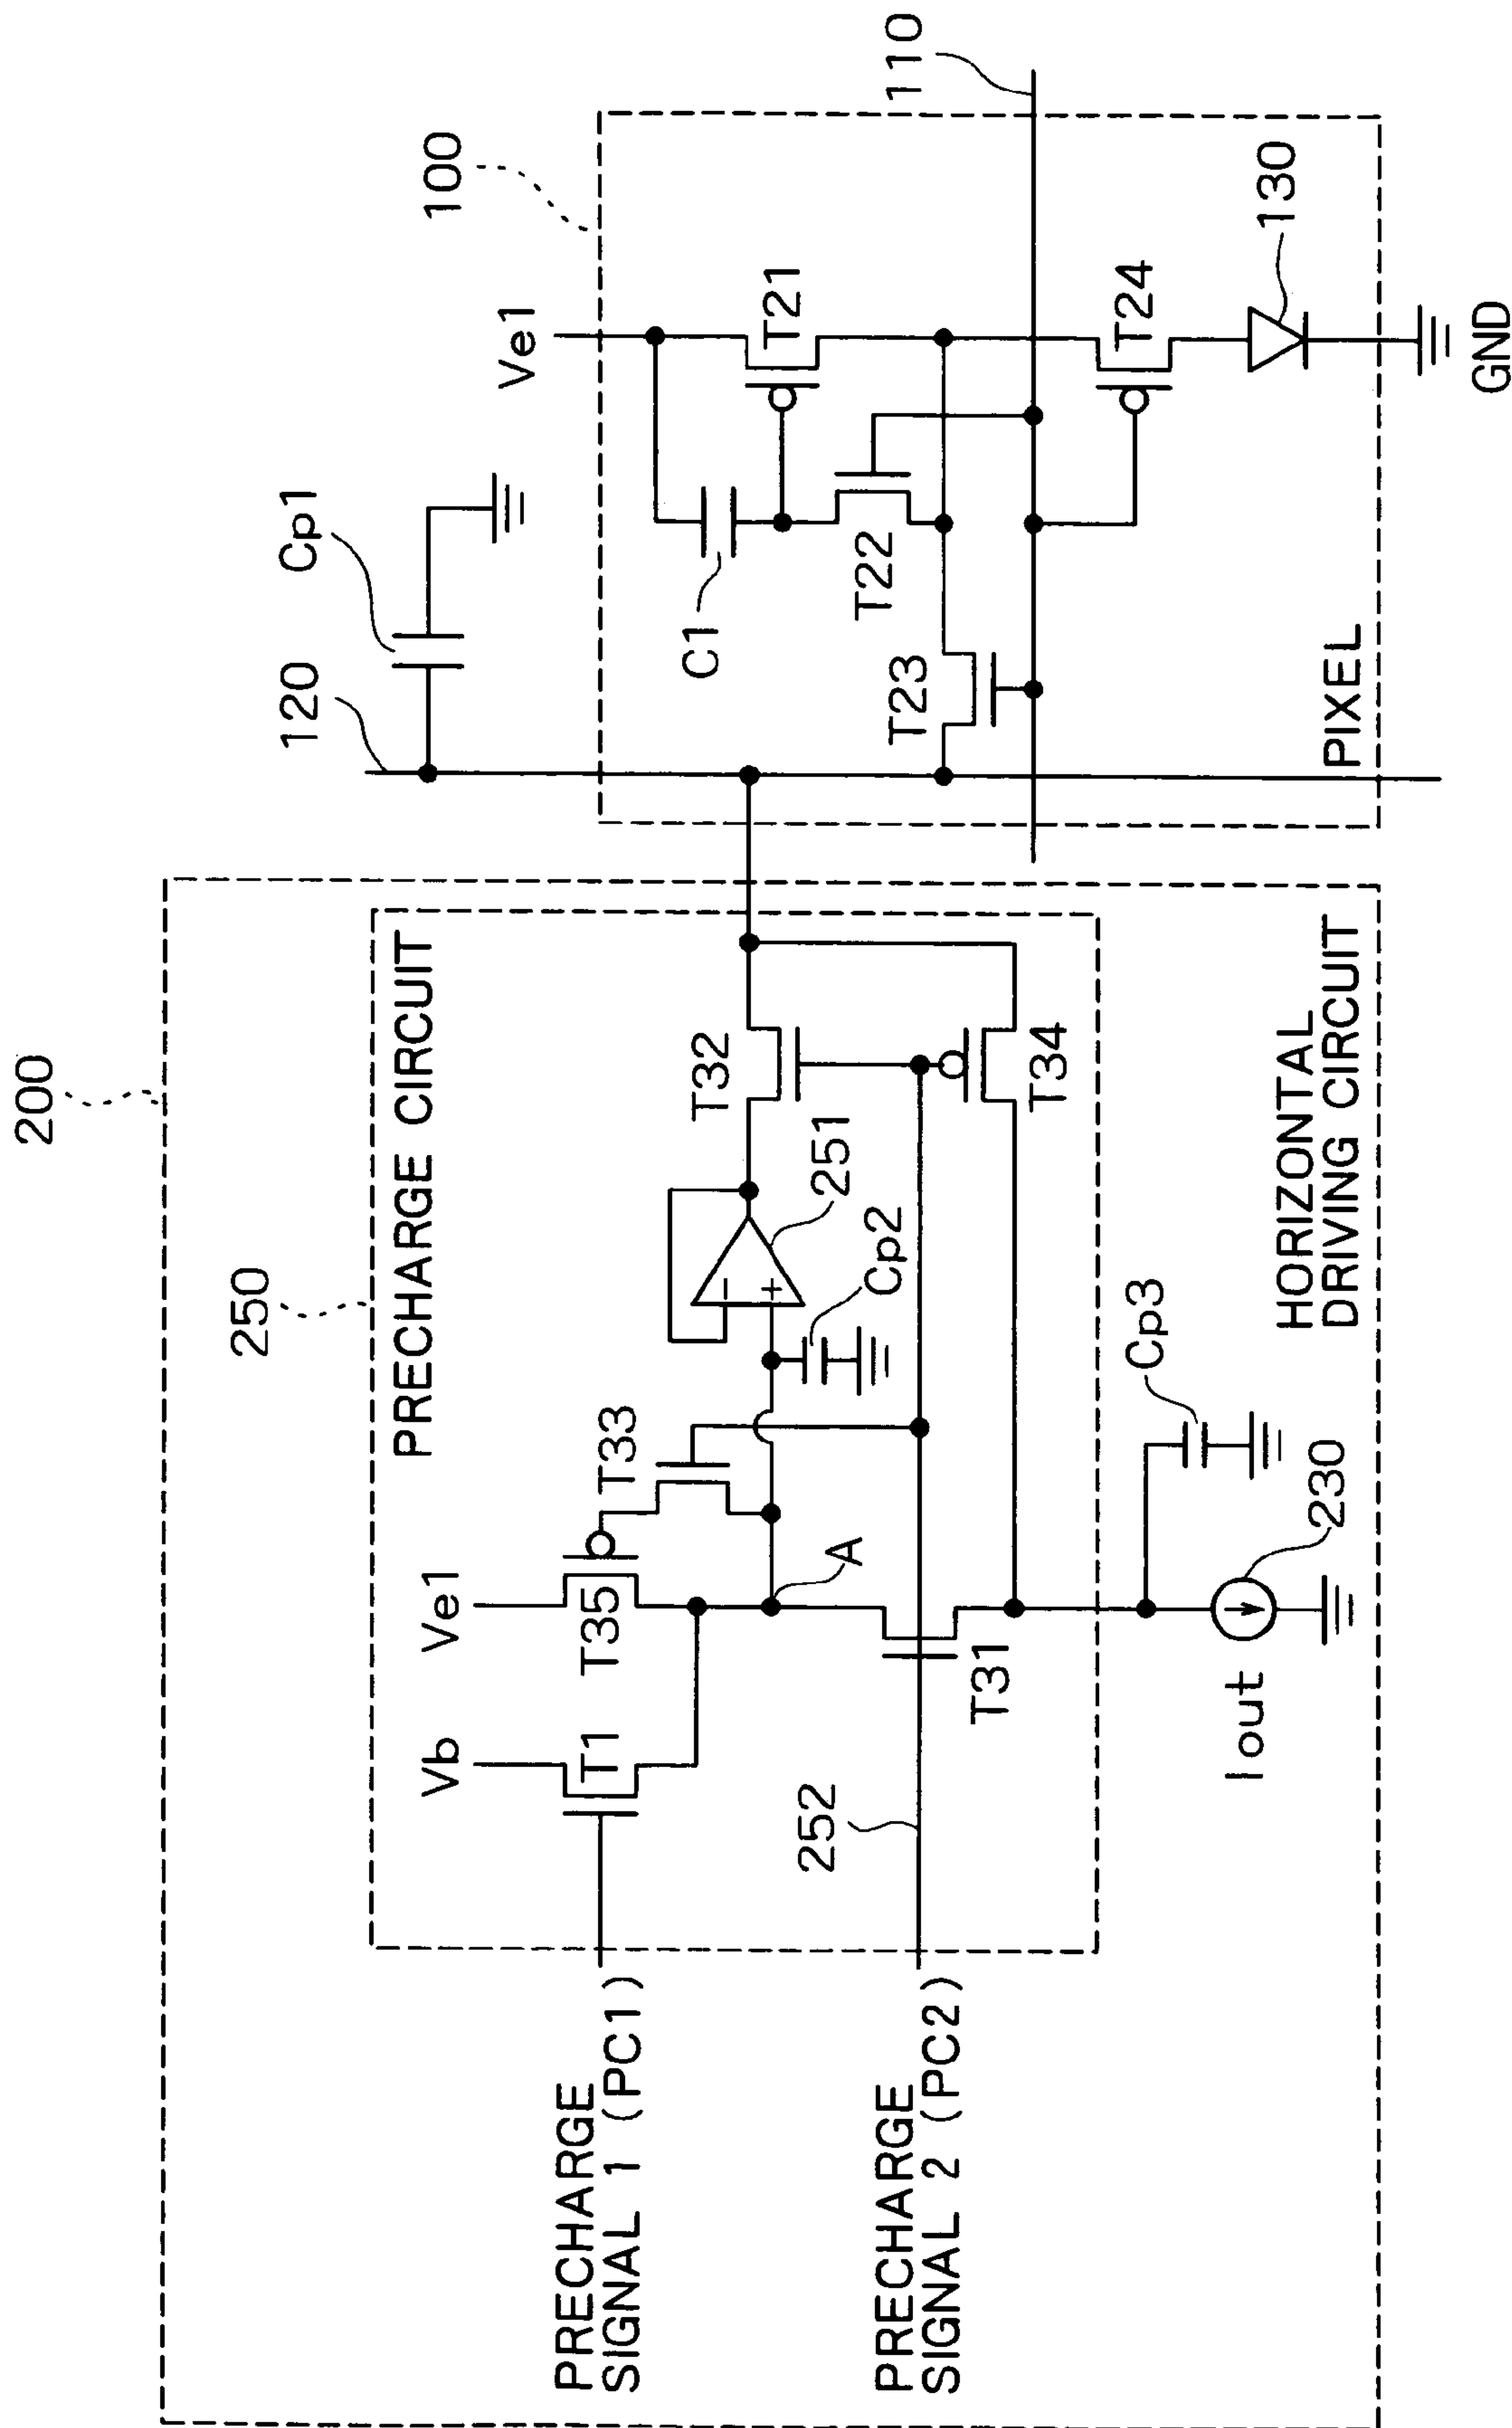 200
250
PRECHARGE CIRCUIT
PRECHARGE
SIGNAL 1 (PC1)
PRECHARGE
SIGNAL 2 (PC2)
Vb
T1
Ve1
T35
T33
A
252
T31
251
Cp2
T32
T34
Cp3
230
Iout
HORIZONTAL
DRIVING CIRCUIT
120
Cp1
100
Ve1
C1
T21
T22
T23
T24
110
130
PIXEL
GND